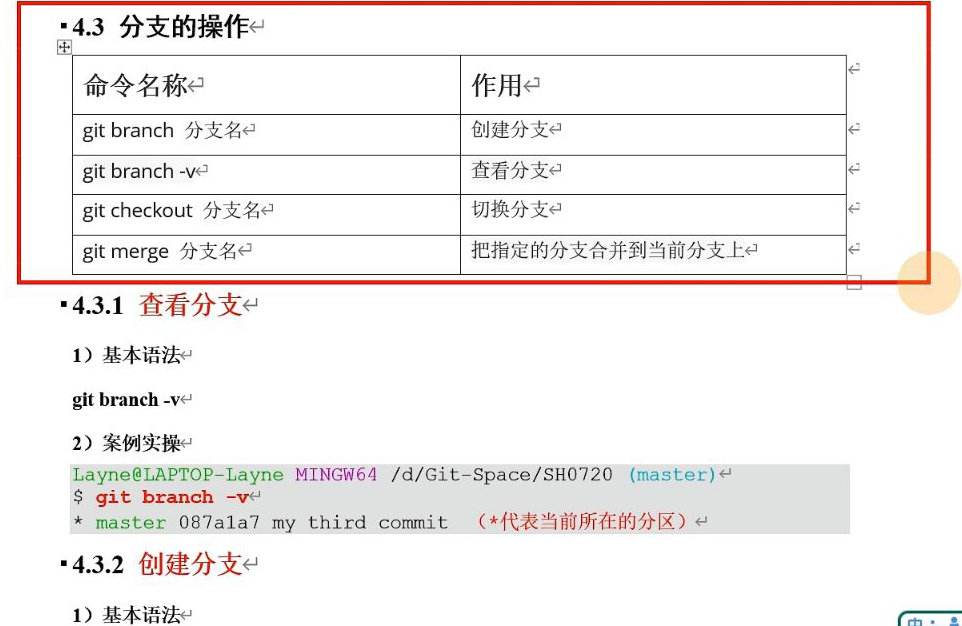 4.3 分支的操作
命令名称 作用
git branch 分支名 创建分支
git branch -v 查看分支
git checkout 分支名 切换分支
git merge 分支名 把指定的分支合并到当前分支上
4.3.1 查看分支
1）基本语法
git branch -v
2）案例实操
Layne@LAPTOP-Layne MINGW64 /d/Git-Space/SH0720 (master)
$ git branch -v
* master 087a1a7 my third commit （*代表当前所在的分区）
4.3.2 创建分支
1）基本语法